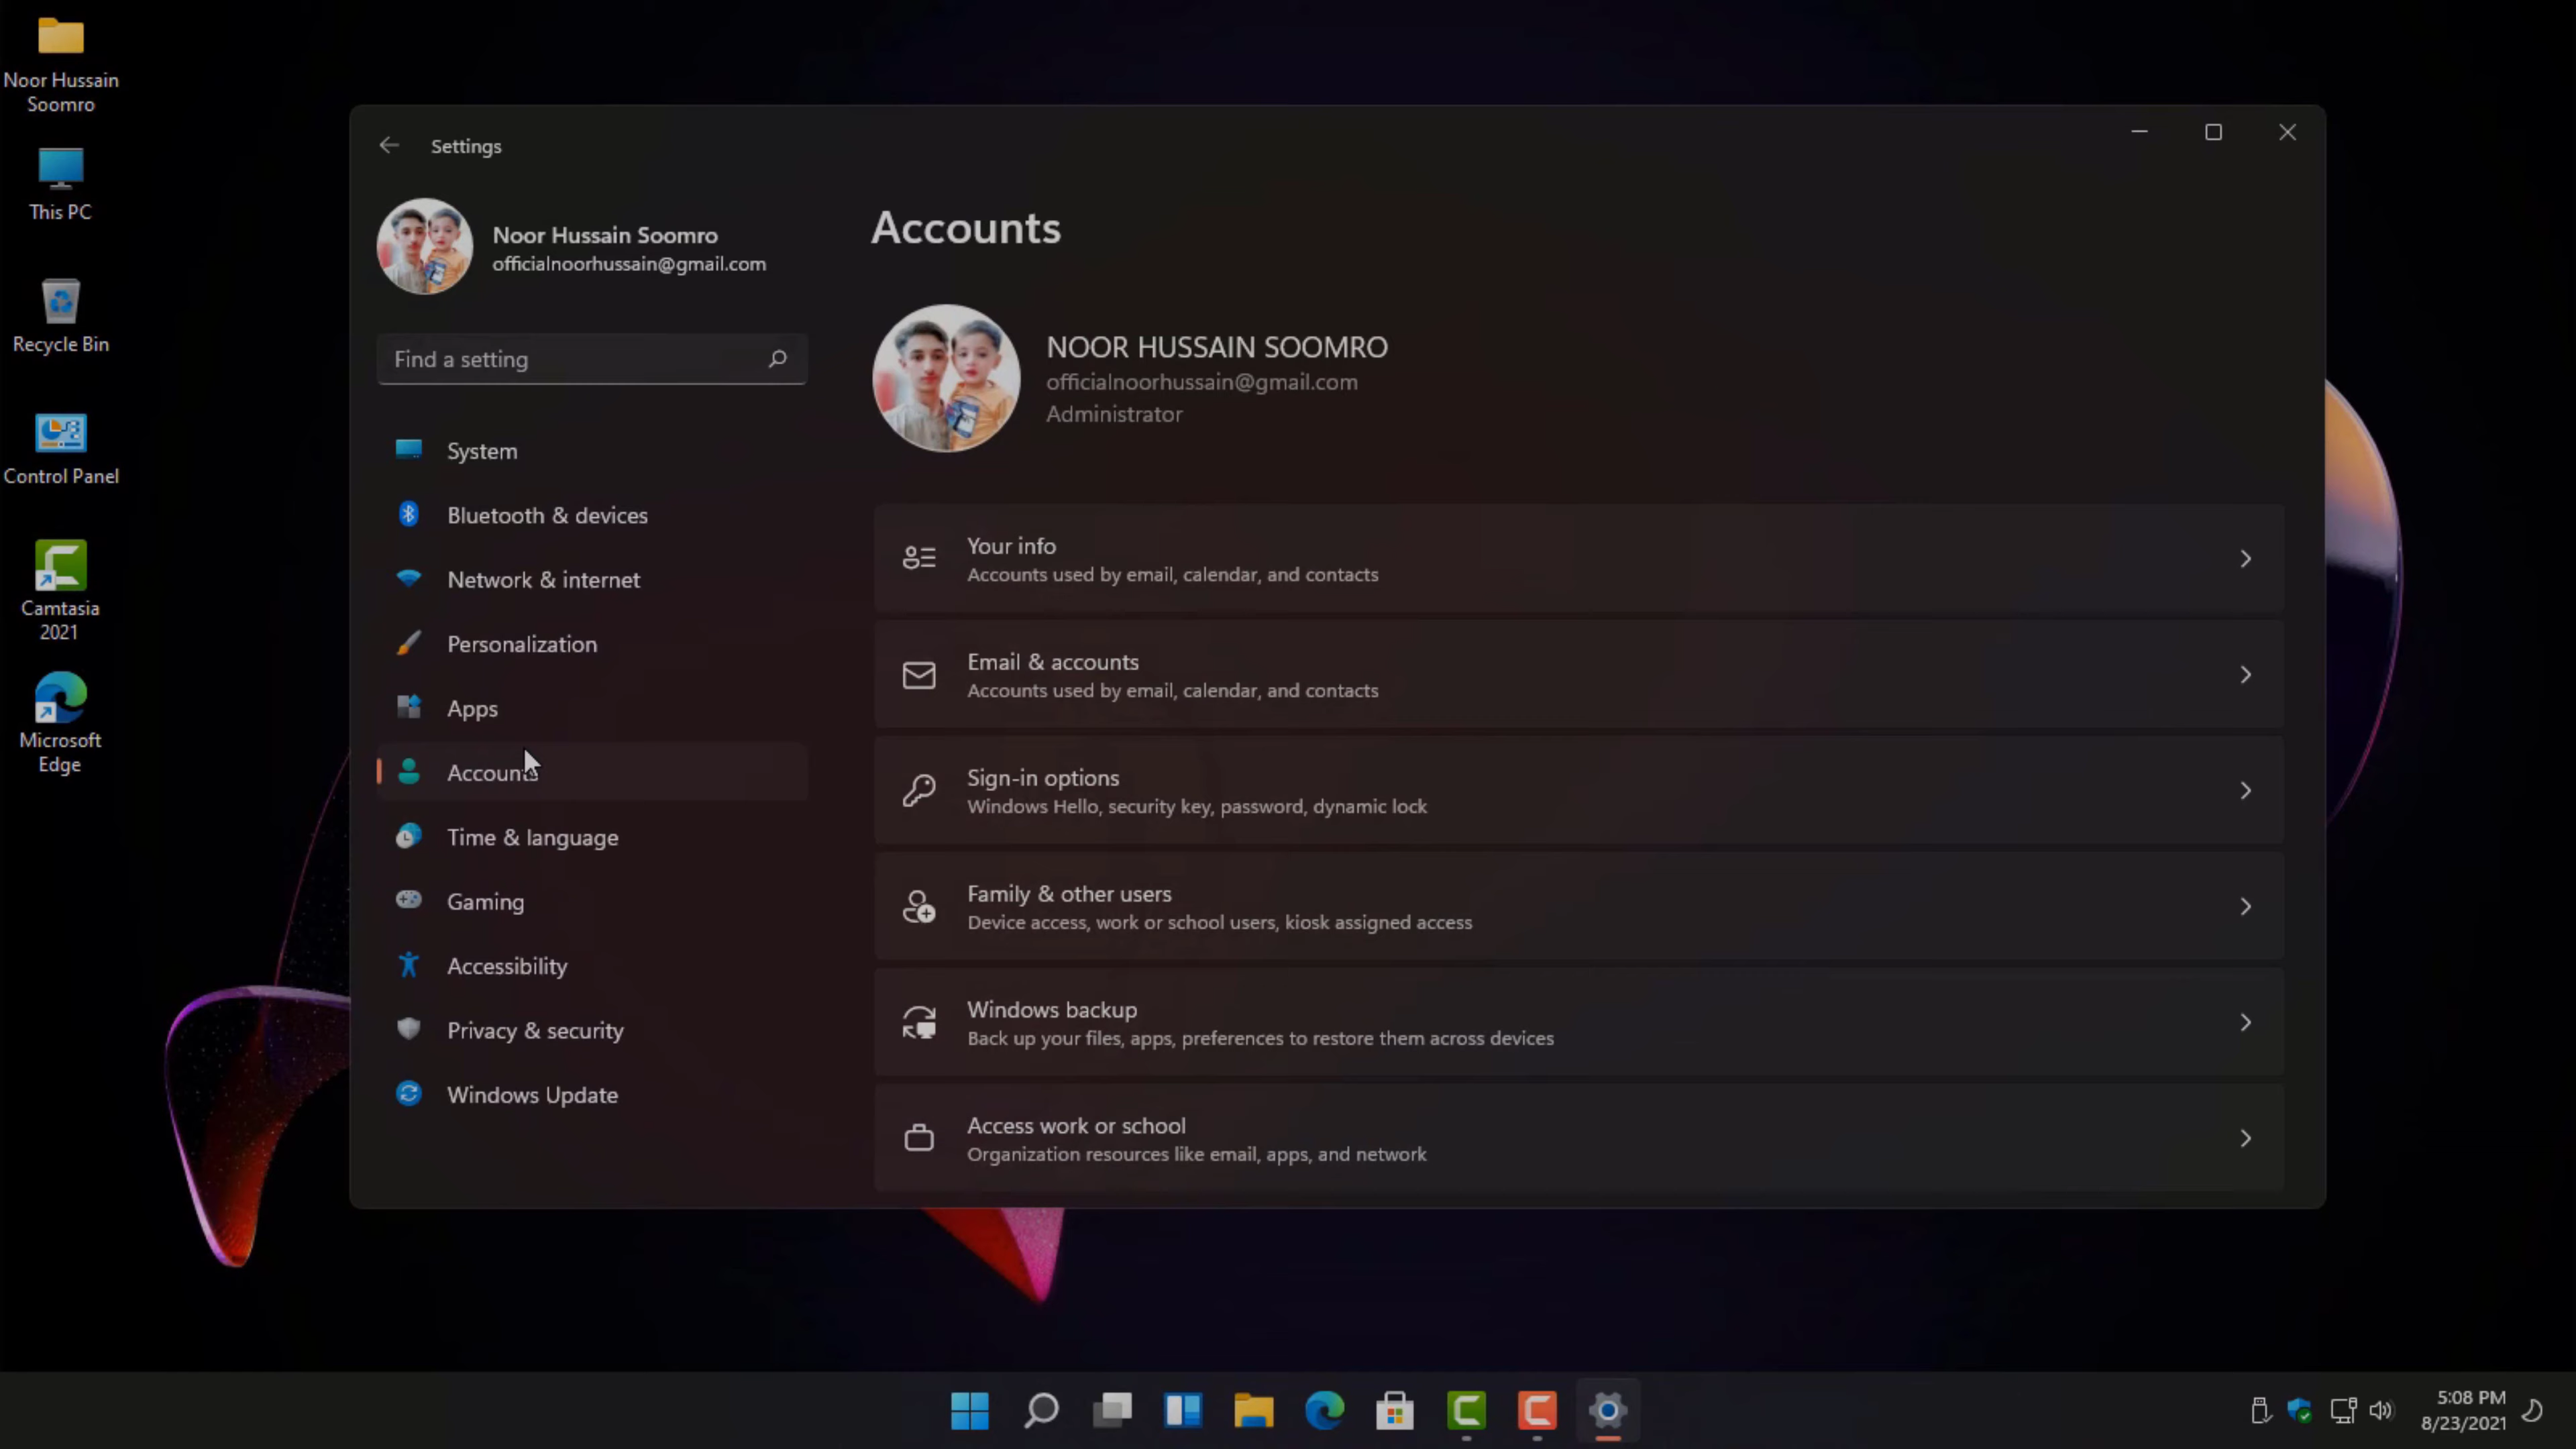 Noor Hussain
Soomro
This PC
Recycle Bin
Control Panel
Camtasia
2021
Microsoft
Edge
Settings
Noor Hussain Soomro
officialnoorhussain@gmail.com
Find a setting
System
Bluetooth & devices
Network & internet
Personalization
Apps
Accounts
Time & language
Gaming
Accessibility
Privacy & security
Windows Update
Accounts
NOOR HUSSAIN SOOMRO
officialnoorhussain@gmail.com
Administrator
Your info
Accounts used by email, calendar, and contacts
Email & accounts
Accounts used by email, calendar, and contacts
Sign-in options
Windows Hello, security key, password, dynamic lock
Family & other users
Device access, work or school users, kiosk assigned access
Windows backup
Back up your files, apps, preferences to restore them across devices
Access work or school
Organization resources like email, apps, and network
5:08 PM
8/23/2021